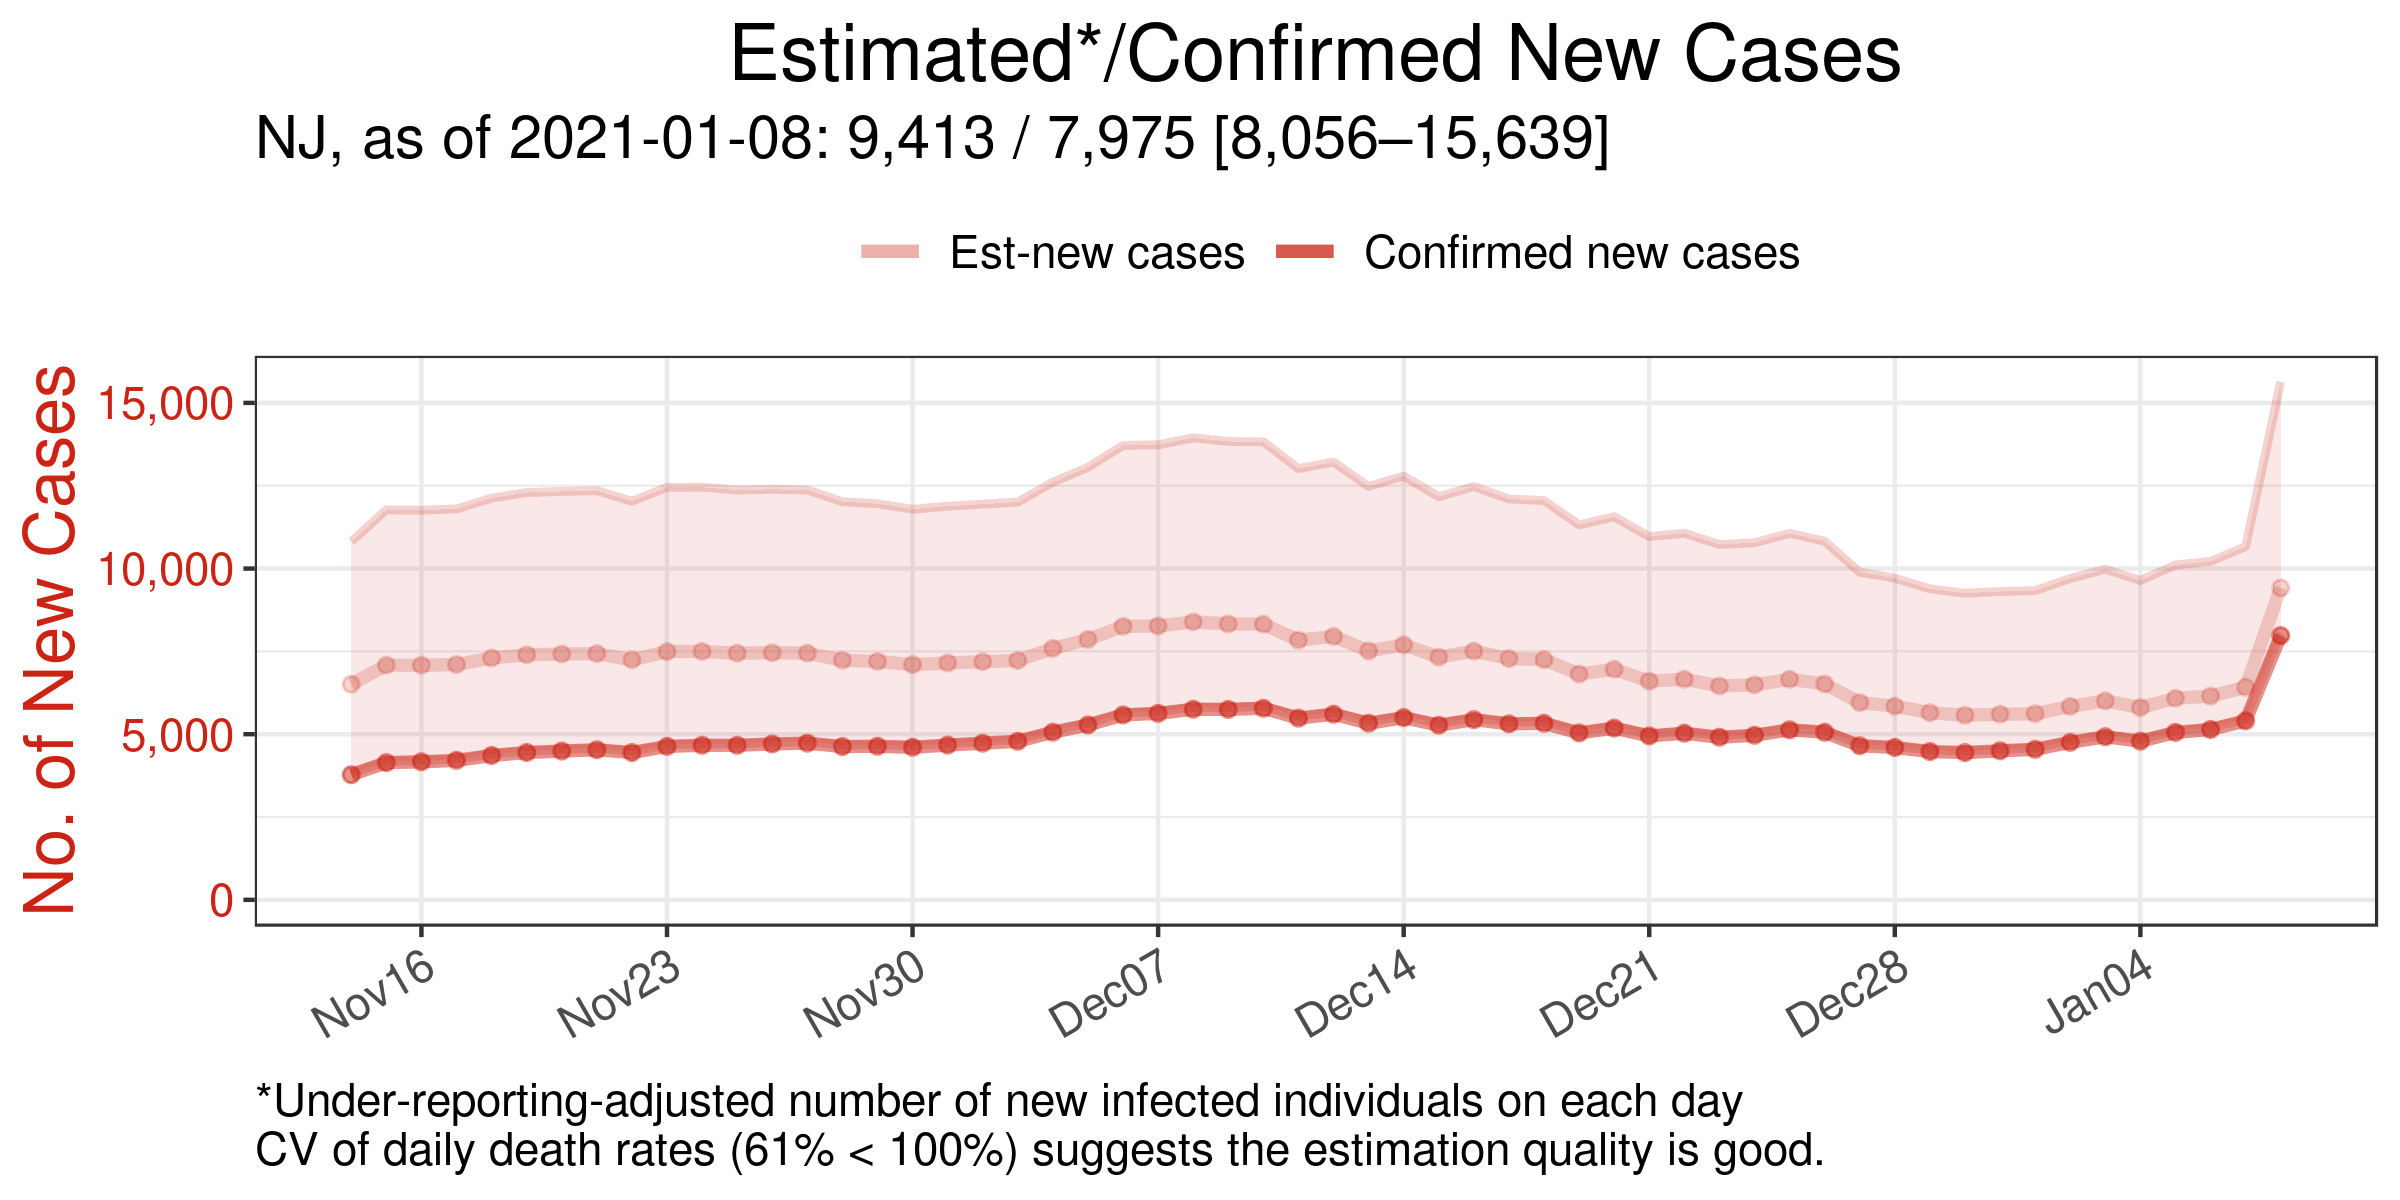 Estimated*/Confirmed New Cases
NJ, as of 2021-01-08: 9,413 / 7,975 [8,056–15,639]
Est-new cases
Confirmed new cases
No. of New Cases
15,000
10,000
5,000
0
Nov16
Nov23
Nov30
Dec07
Dec14
Dec21
Dec28
Jan04
*Under-reporting-adjusted number of new infected individuals on each day
CV of daily death rates (61% < 100%) suggests the estimation quality is good.